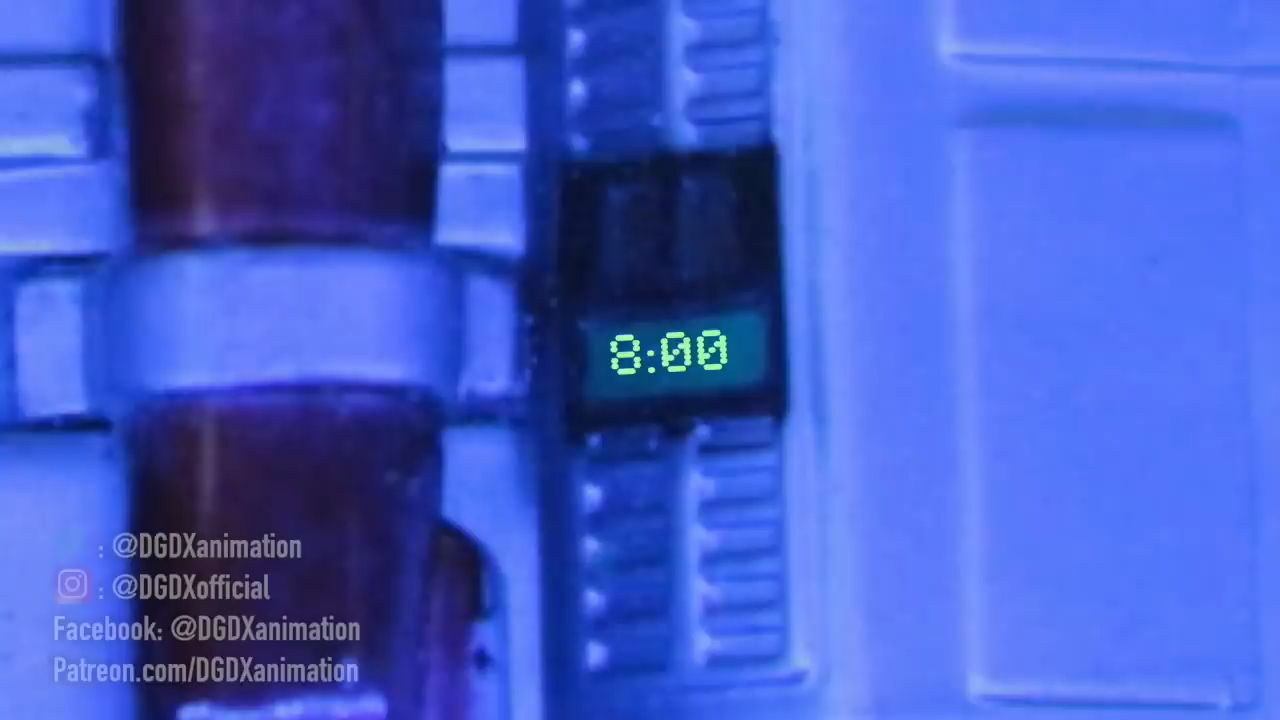 8:00
: @DGDXanimation
: @DGDXofficial
Facebook: @DGDXanimation
Patreon.com/DGDXanimation